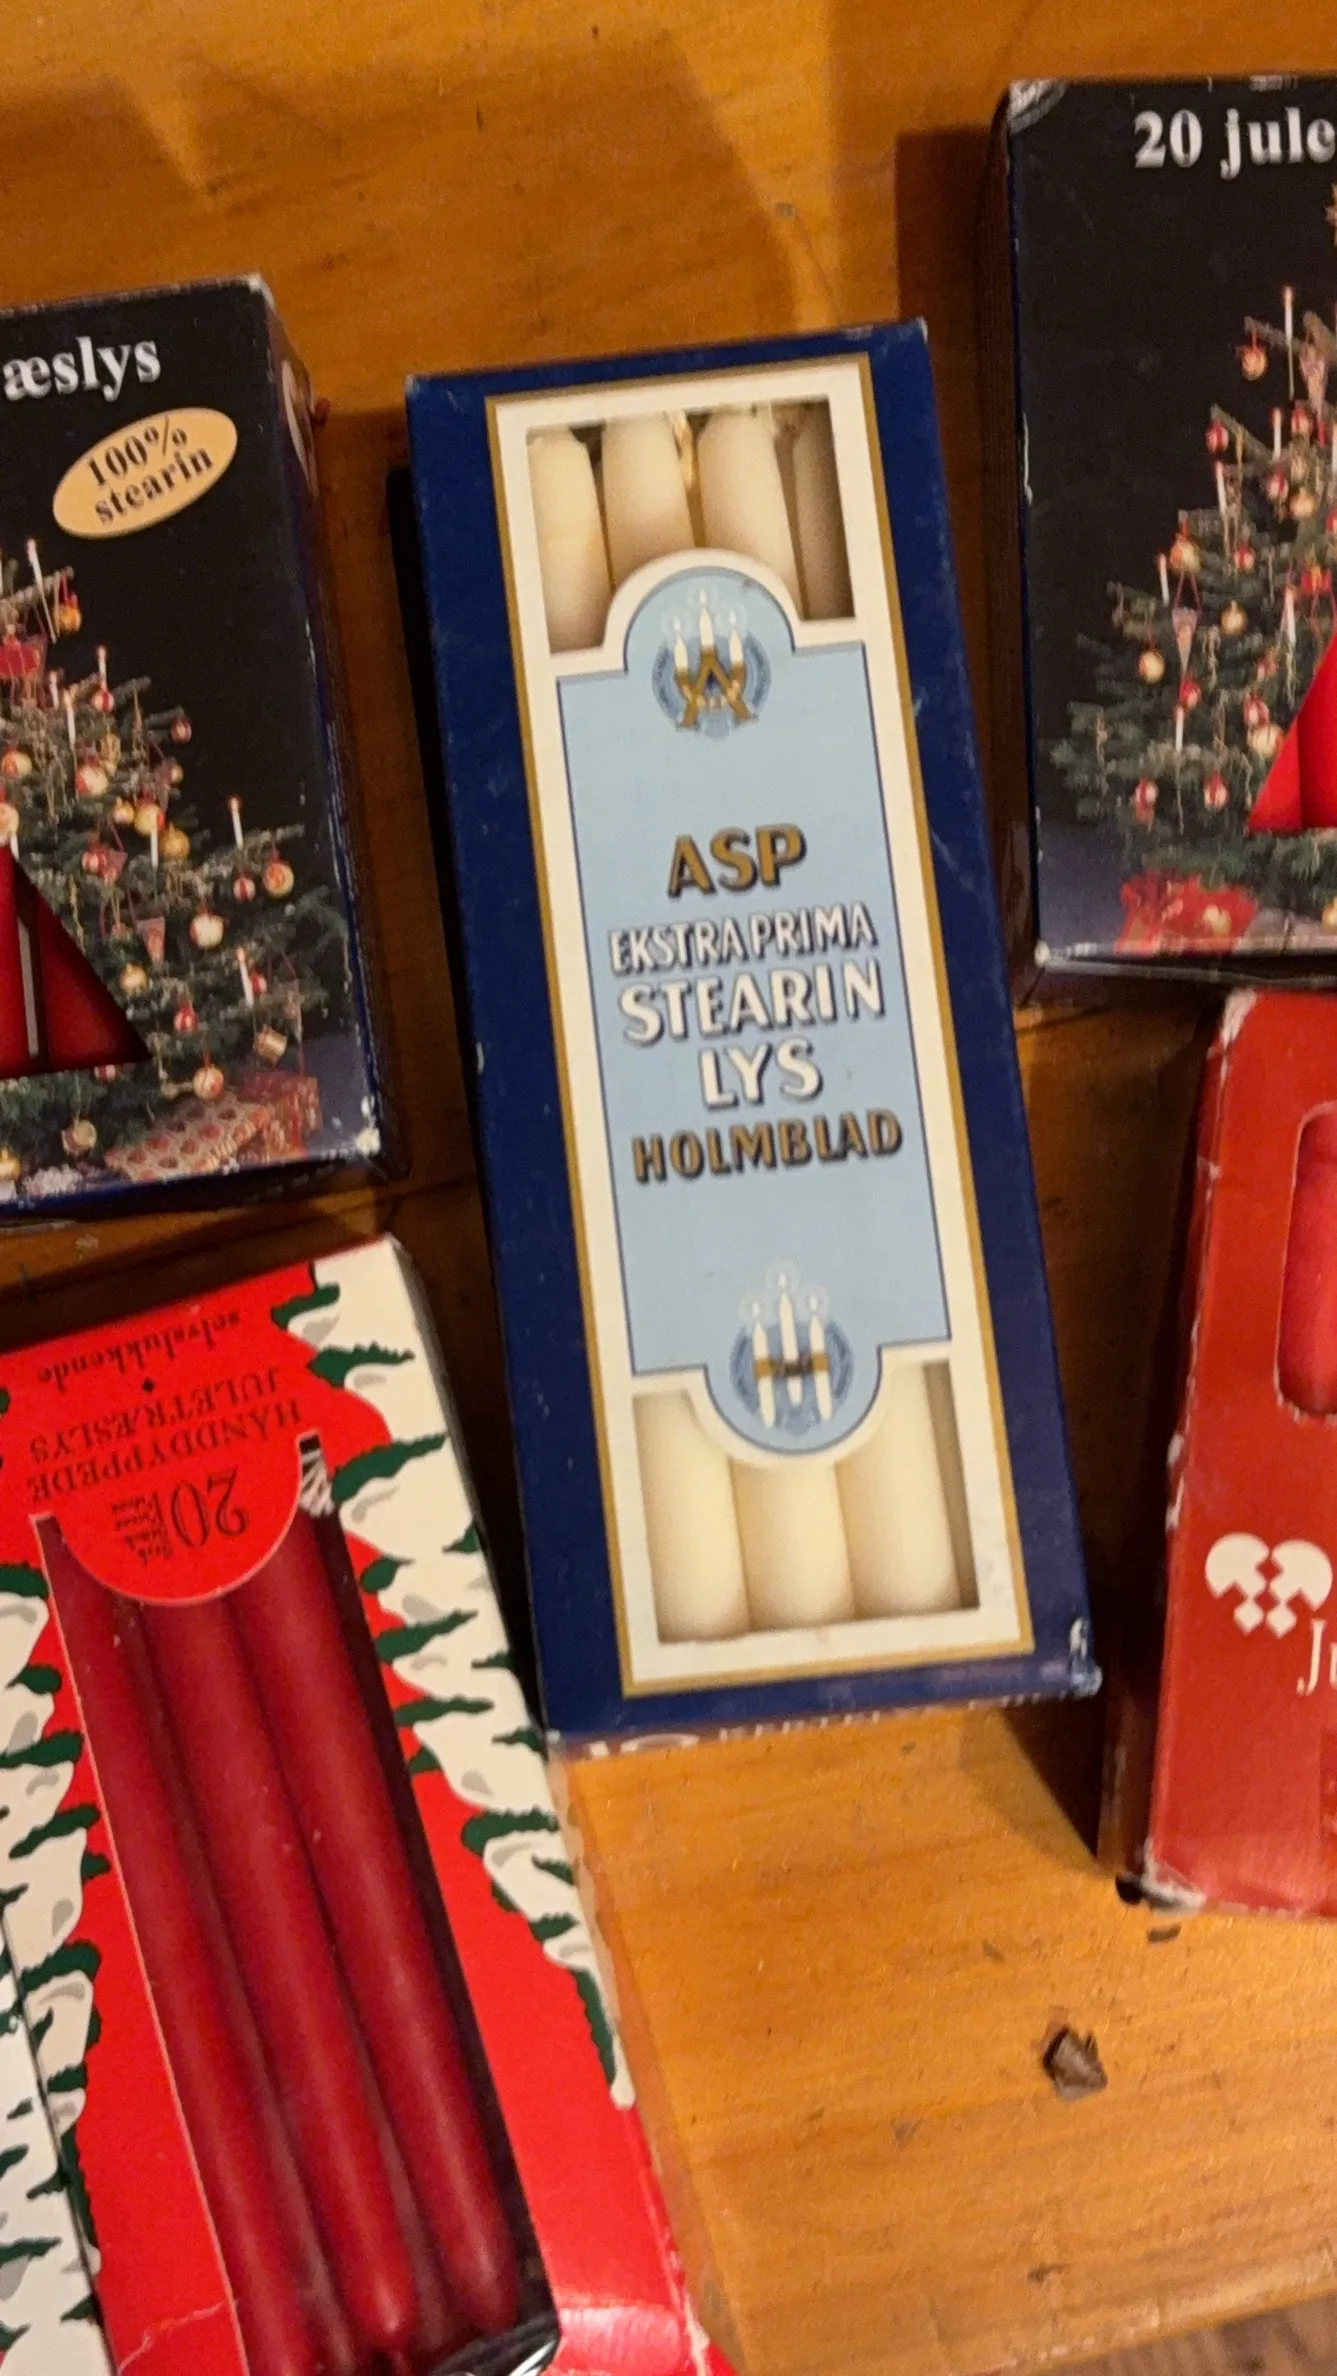 20 jule
æslys
100%
stearin
ASP
EKSTRA PRIMA
STEARIN
LYS
HOLMBLAD
20
HÅNDDYPPEDE
JULETRÆSLYS
selvslukkende